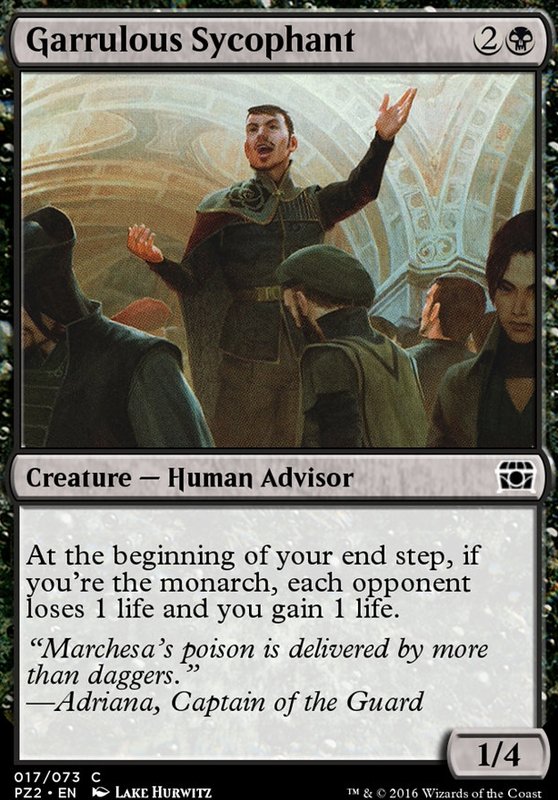 Garrulous Sycophant 2
Creature — Human Advisor
At the beginning of your end step, if
you're the monarch, each opponent
loses 1 life and you gain 1 life.
“Marchesa's poison is delivered by more
than daggers.”
—Adriana, Captain of the Guard
1/4
017/073 C
PZ2 • EN Lake Hurwitz
™ & © 2016 Wizards of the Coast